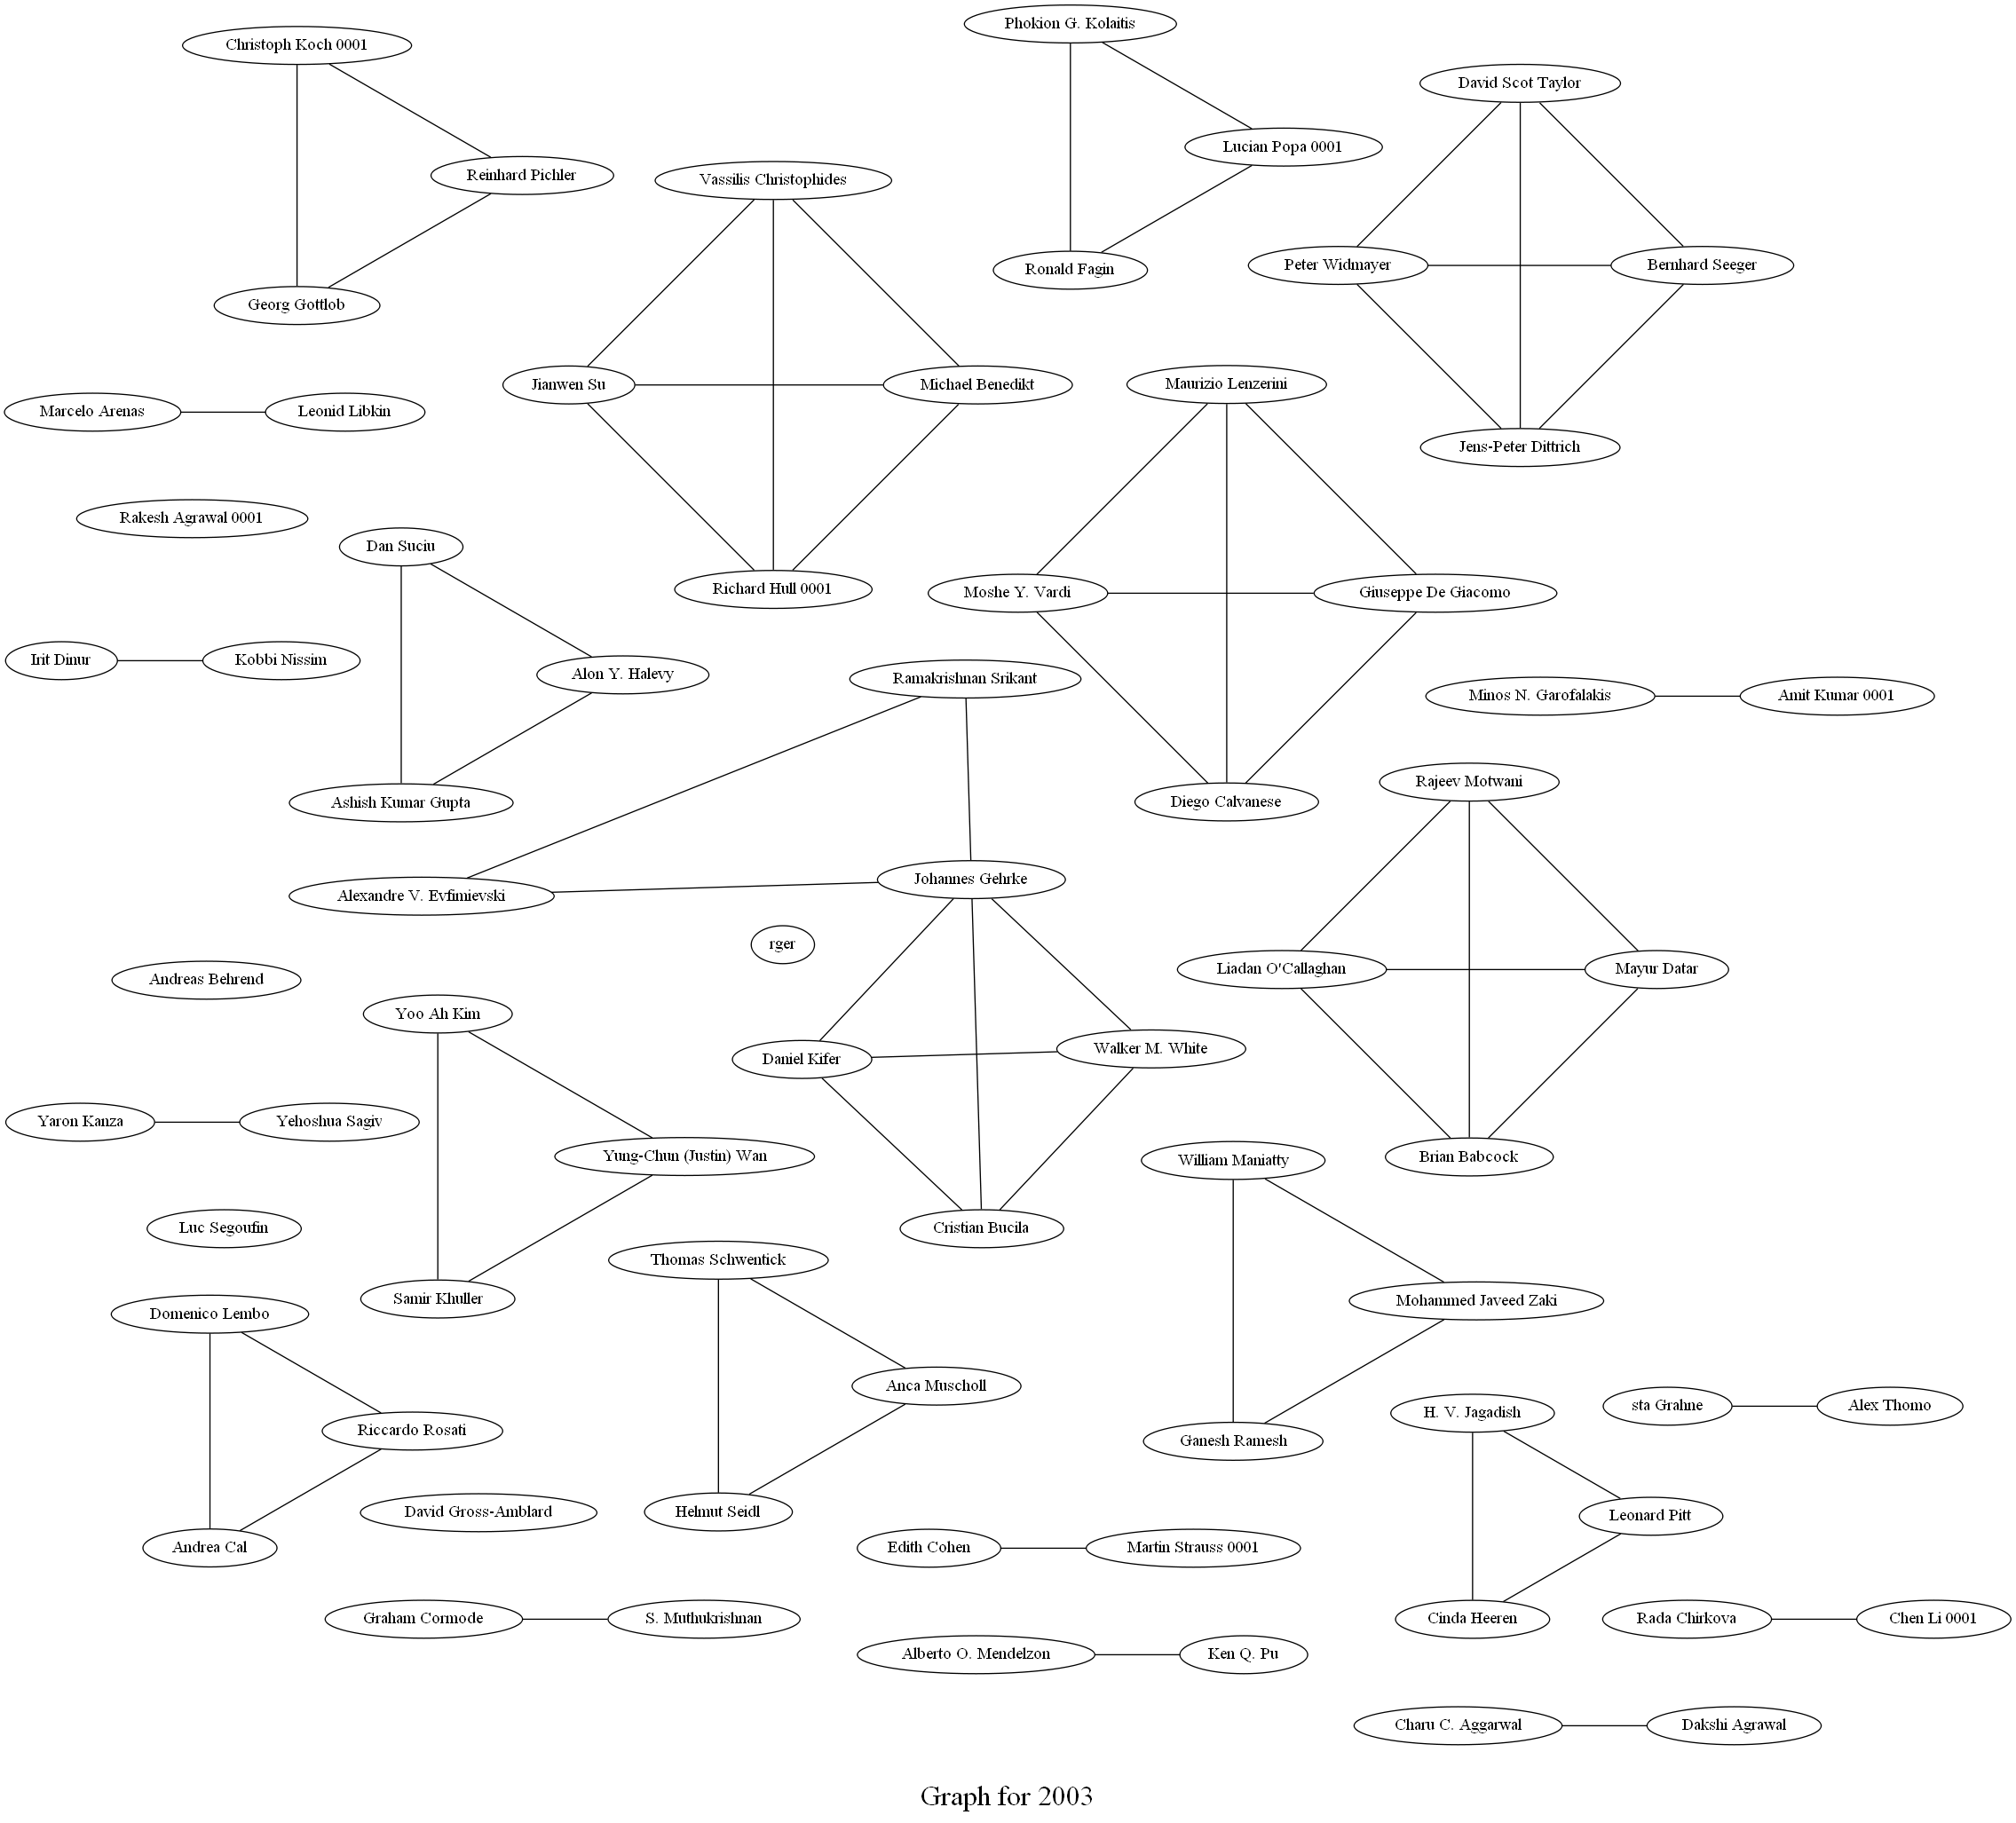 Phokion G. Kolaitis
Christoph Koch 0001
David Scot Taylor
Lucian Popa 0001
Reinhard Pichler
Vassilis Christophides
Peter Widmayer
Bernhard Seeger
Ronald Fagin
Georg Gottlob
Jianwen Su
Michael Benedikt
Maurizio Lenzerini
Marcelo Arenas
Leonid Libkin
Jens-Peter Dittrich
Rakesh Agrawal 0001
Dan Suciu
Richard Hull 0001
Moshe Y. Vardi
Giuseppe De Giacomo
Irit Dinur
Kobbi Nissim
Alon Y. Halevy
Ramakrishnan Srikant
Minos N. Garofalakis
Amit Kumar 0001
Rajeev Motwani
Ashish Kumar Gupta
Diego Calvanese
Alexandre V. Evfimievski
Johannes Gehrke
rger
Liadan O'Callaghan
Mayur Datar
Andreas Behrend
Yoo Ah Kim
Daniel Kifer
Walker M. White
Yaron Kanza
Yehoshua Sagiv
Yung-Chun (Justin) Wan
William Maniatty
Brian Babcock
Luc Segoufin
Cristian Bucila
Thomas Schwentick
Samir Khuller
Mohammed Javeed Zaki
Domenico Lembo
Anca Muscholl
Riccardo Rosati
Ganesh Ramesh
H. V. Jagadish
sta Grahne
Alex Thomo
David Gross-Amblard
Helmut Seidl
Leonard Pitt
Andrea Cal
Edith Cohen
Martin Strauss 0001
Graham Cormode
S. Muthukrishnan
Cinda Heeren
Rada Chirkova
Chen Li 0001
Alberto O. Mendelzon
Ken Q. Pu
Charu C. Aggarwal
Dakshi Agrawal
Graph for 2003